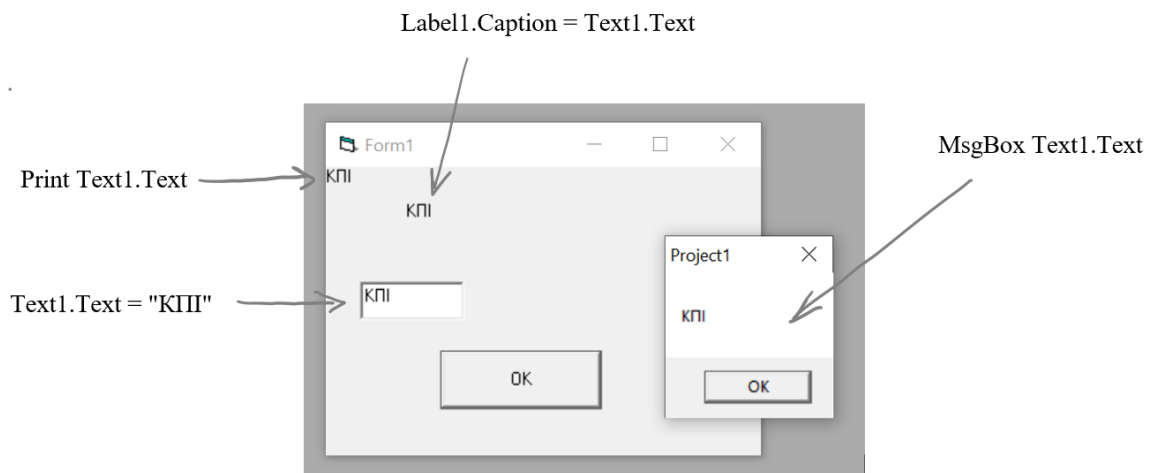 Label1.Caption = Text1.Text
MsgBox Text1.Text
Form1
Print Text1.Text
КПІ
КПІ
Project1
Text1.Text = "КПІ"
КПІ
КПІ
OK
OK